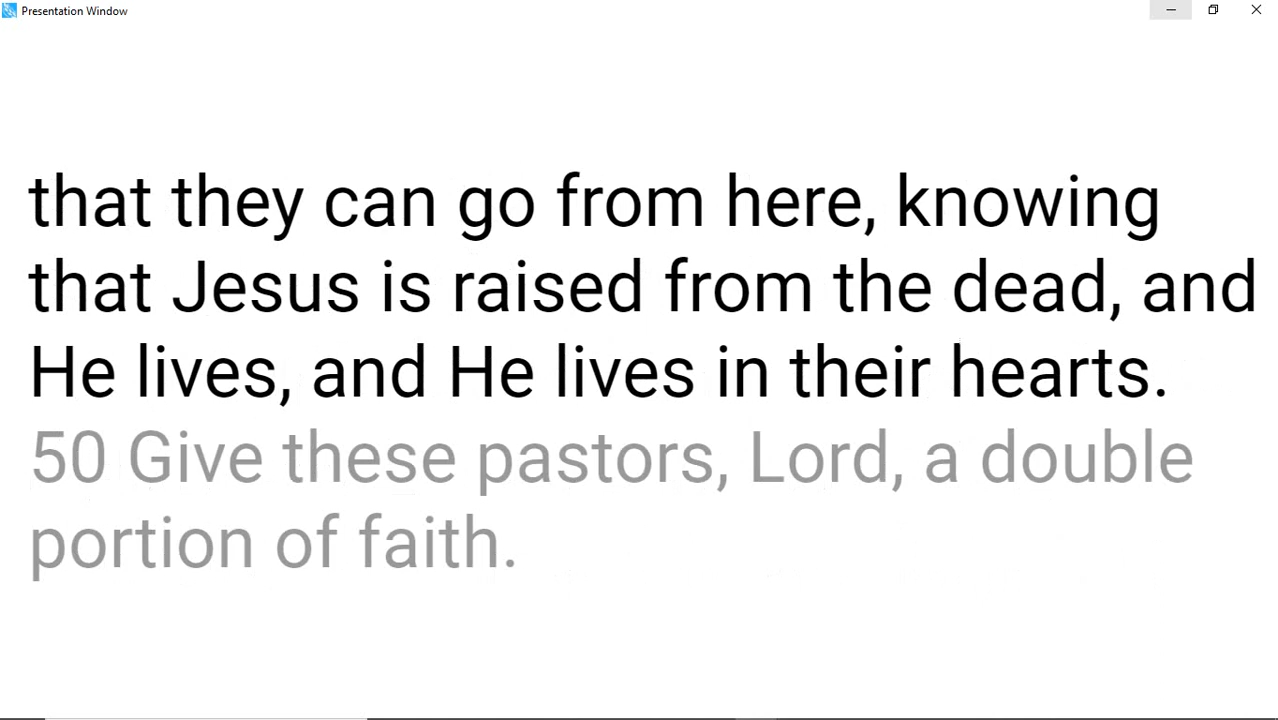 Presentation Window
that they can go from here, knowing
that Jesus is raised from the dead, and
He lives, and He lives in their hearts.
50 Give these pastors, Lord, a double
portion of faith.